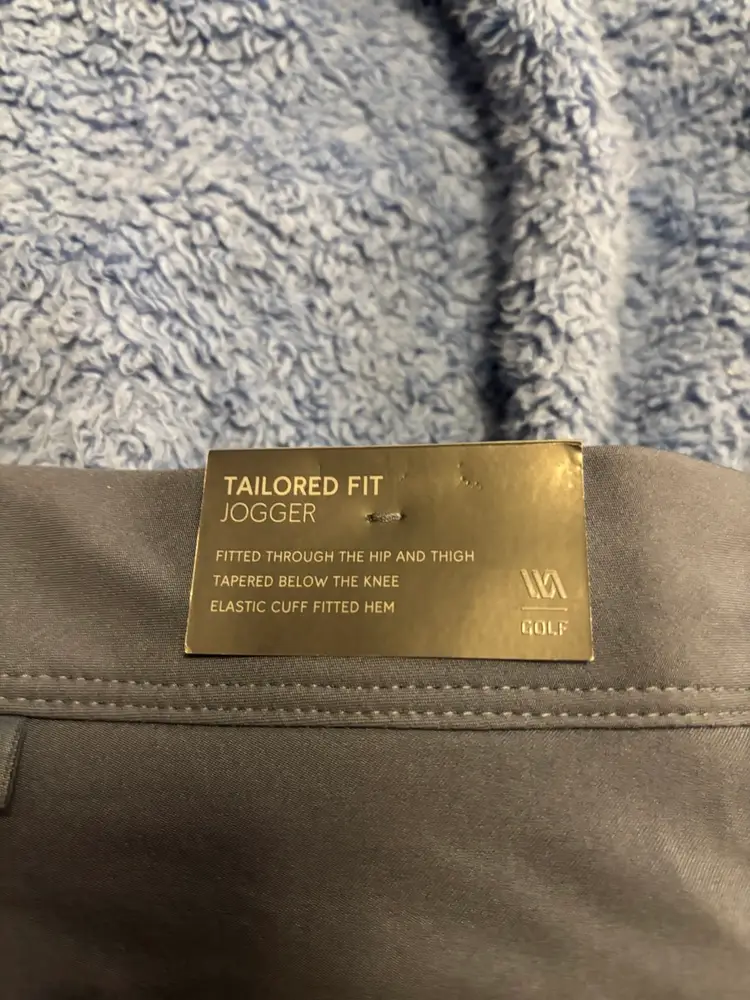 TAILORED FIT
JOGGER
FITTED THROUGH THE HIP AND THIGH
TAPERED BELOW THE KNEE
ELASTIC CUFF FITTED HEM
GOLF